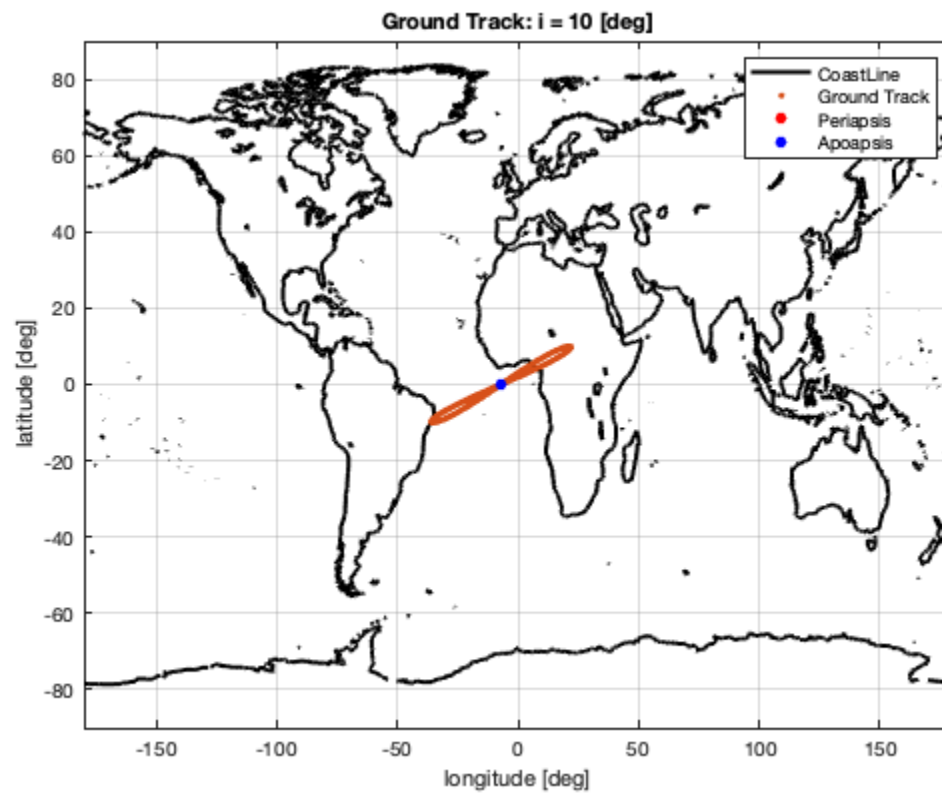 Ground Track: i = 10 [deg]
CoastLine
Ground Track
Periapsis
Apoapsis
80
60
40
20
0
-20
-40
-60
-80
latitude [deg]
-150
-100
-50
0
50
100
150
longitude [deg]